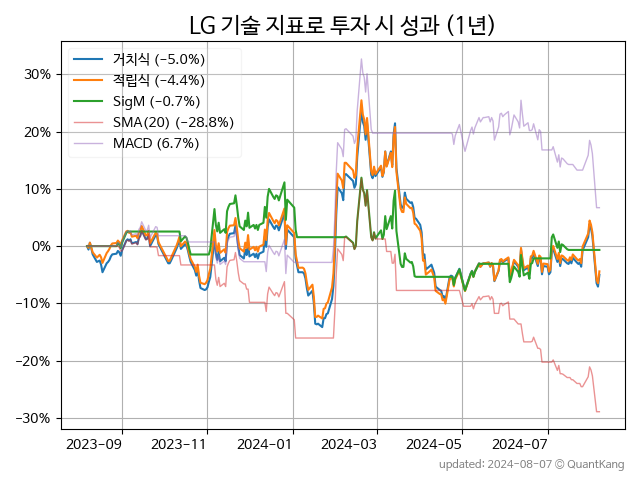 LG 기술 지표로 투자 시 성과 (1년)
거치식 (−5.0%)
적립식 (−4.4%)
SigM (−0.7%)
SMA(20) (−28.8%)
MACD (6.7%)
30%
20%
10%
0%
−10%
−20%
−30%
2023-09 2023-11 2024-01 2024-03 2024-05 2024-07
updated: 2024-08-07 © QuantKang